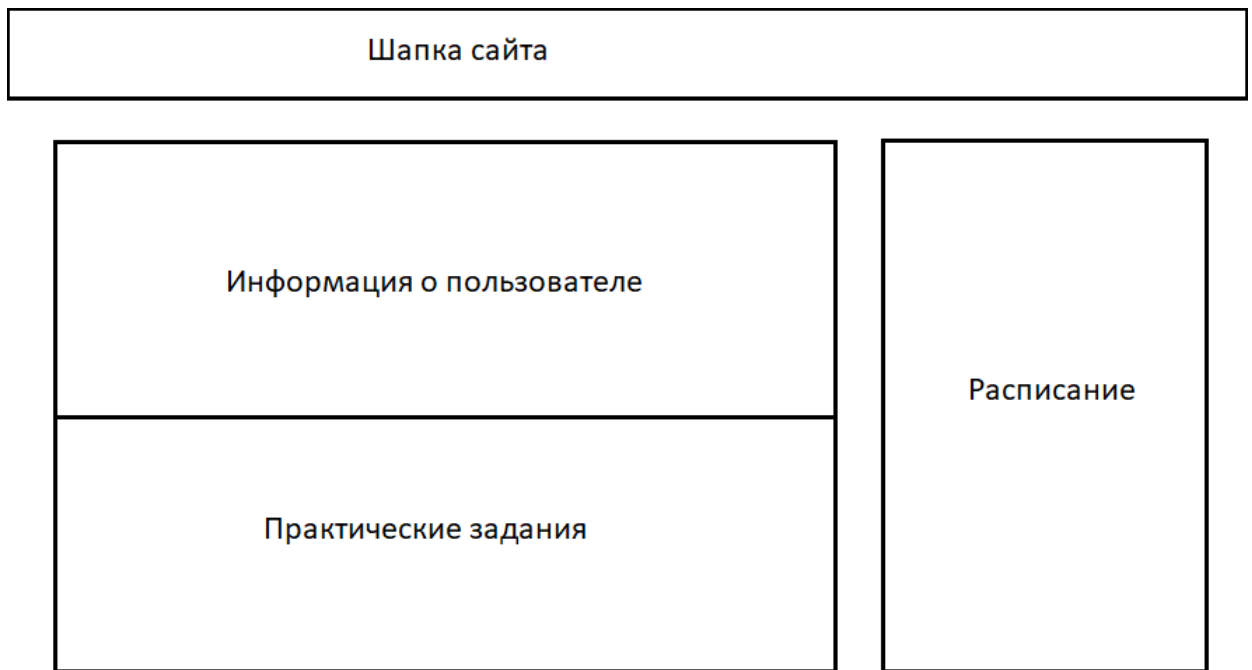 Шапка сайта
Информация о пользователе
Расписание
Практические задания